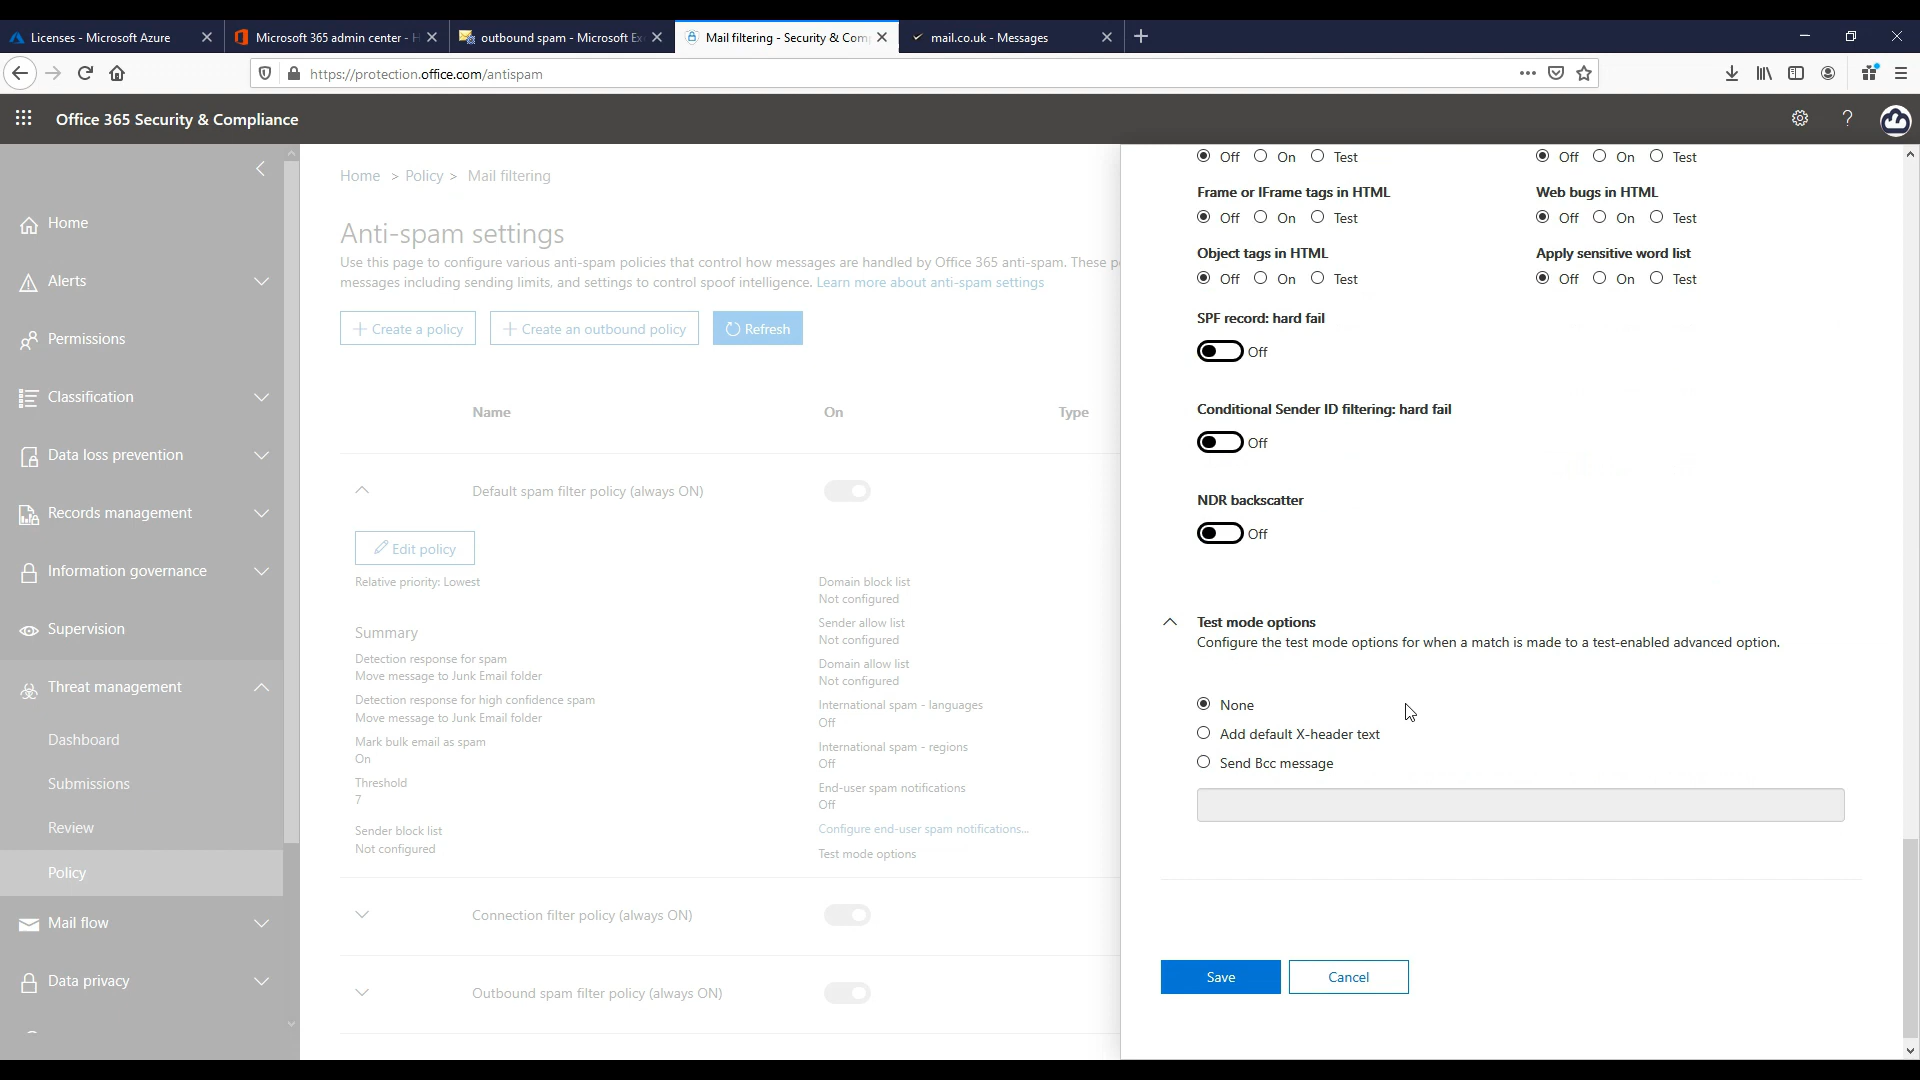 Licenses - Microsoft Azure
Microsoft 365 admin center - H
outbound spam - Microsoft Ex
Mail filtering - Security & Com
mail.co.uk - Messages
https://protection.office.com/antispam
Office 365 Security & Compliance
Home
Alerts
Permissions
Classification
Data loss prevention
Records management
Information governance
Supervision
Threat management
Dashboard
Submissions
Review
Policy
Mail flow
Data privacy
Home > Policy > Mail filtering
Anti-spam settings
Use this page to configure various anti-spam policies that control how messages are handled by Office 365 anti-spam. These p
messages including sending limits, and settings to control spoof intelligence. Learn more about anti-spam settings
+ Create a policy
+ Create an outbound policy
Refresh
Name On Type
Default spam filter policy (always ON)
Edit policy
Relative priority: Lowest
Summary
Detection response for spam
Move message to Junk Email folder
Detection response for high confidence spam
Move message to Junk Email folder
Mark bulk email as spam
On
Threshold
7
Sender block list
Not configured
Domain block list
Not configured
Sender allow list
Not configured
Domain allow list
Not configured
International spam - languages
Off
International spam - regions
Off
End-user spam notifications
Off
Configure end-user spam notifications...
Test mode options
Connection filter policy (always ON)
Outbound spam filter policy (always ON)
Off On Test
Off On Test
Frame or IFrame tags in HTML
Off On Test
Web bugs in HTML
Off On Test
Object tags in HTML
Off On Test
Apply sensitive word list
Off On Test
SPF record: hard fail
Off
Conditional Sender ID filtering: hard fail
Off
NDR backscatter
Off
Test mode options
Configure the test mode options for when a match is made to a test-enabled advanced option.
None
Add default X-header text
Send Bcc message
Save
Cancel